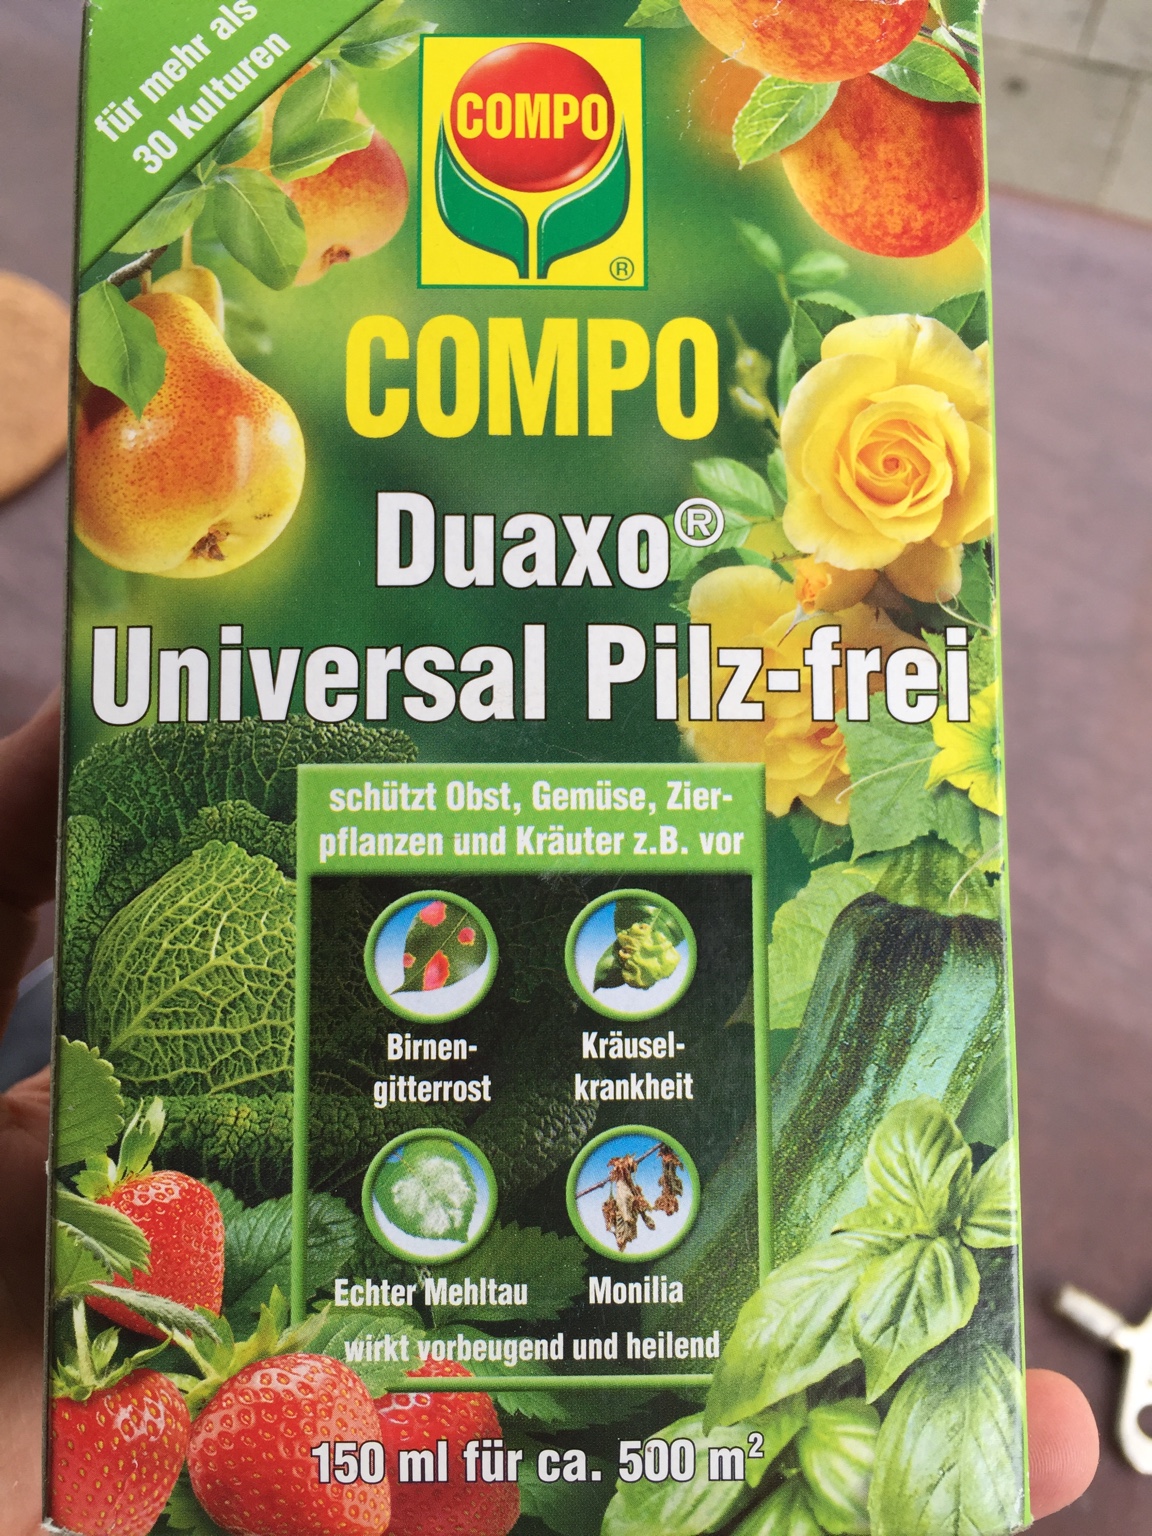 für mehr als
30 Kulturen
COMPO
®
COMPO
Duaxo®
Universal Pilz-frei
schützt Obst, Gemüse, Zier-
pflanzen und Kräuter z.B. vor
Birnen-
gitterrost
Kräusel-
krankheit
Echter Mehltau
Monilia
wirkt vorbeugend und heilend
150 ml für ca. 500 m²